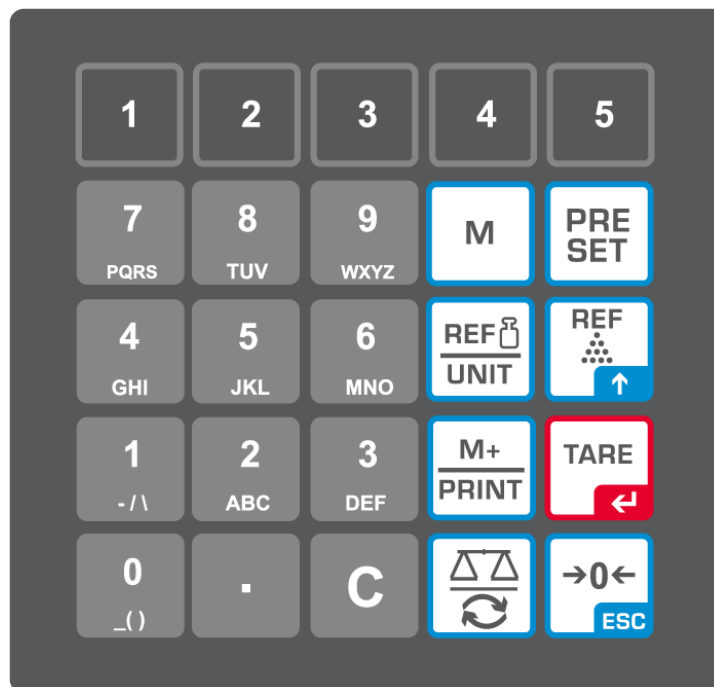 1 2 3 4 5
7 8 9 M PRE
PQRS TUV WXYZ SET
4 5 6 REF REF
GHI JKL MNO UNIT ↑
1 2 3 M+ TARE
-/\ ABC DEF PRINT ↵
0 . C →0←
_() ESC